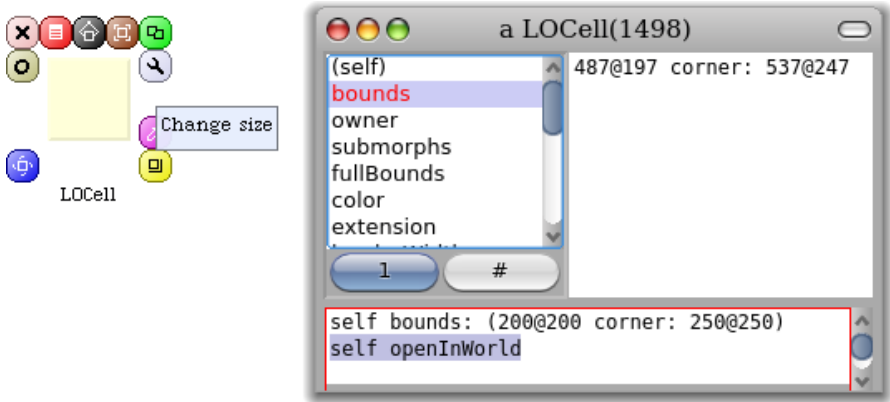 Change size
LOCell
a LOCell(1498)
(self)
bounds
owner
submorphs
fullBounds
color
extension
487@197 corner: 537@247
1
#
self bounds: (200@200 corner: 250@250)
self openInWorld